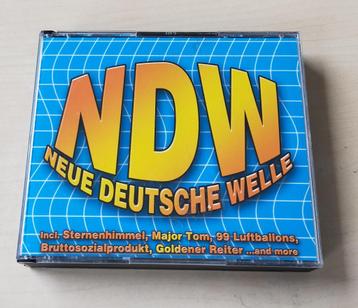 NDW
NEUE DEUTSCHE WELLE
incl. Sternenhimmel, Major Tom, 99 Luftballons,
Bruttosozialprodukt, Goldener Reiter ...and more